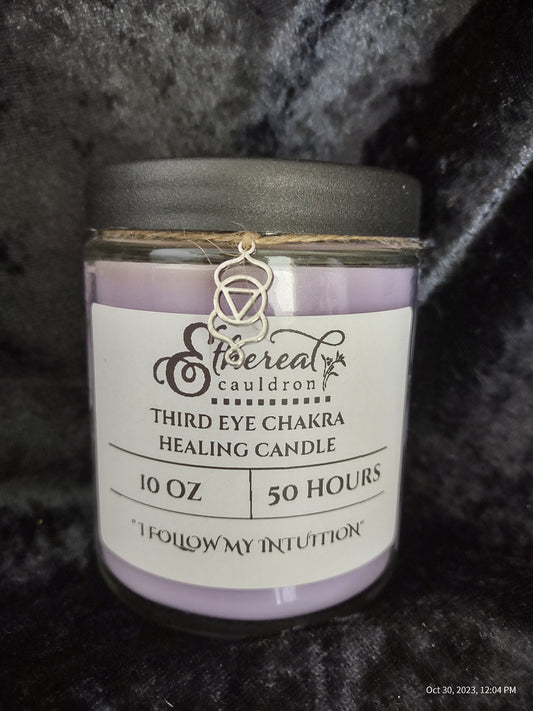 Ethereal
cauldron
THIRD EYE CHAKRA
HEALING CANDLE
10 OZ
50 HOURS
"I FOLLOW MY INTUITION"
Oct 30, 2023, 12:04 PM